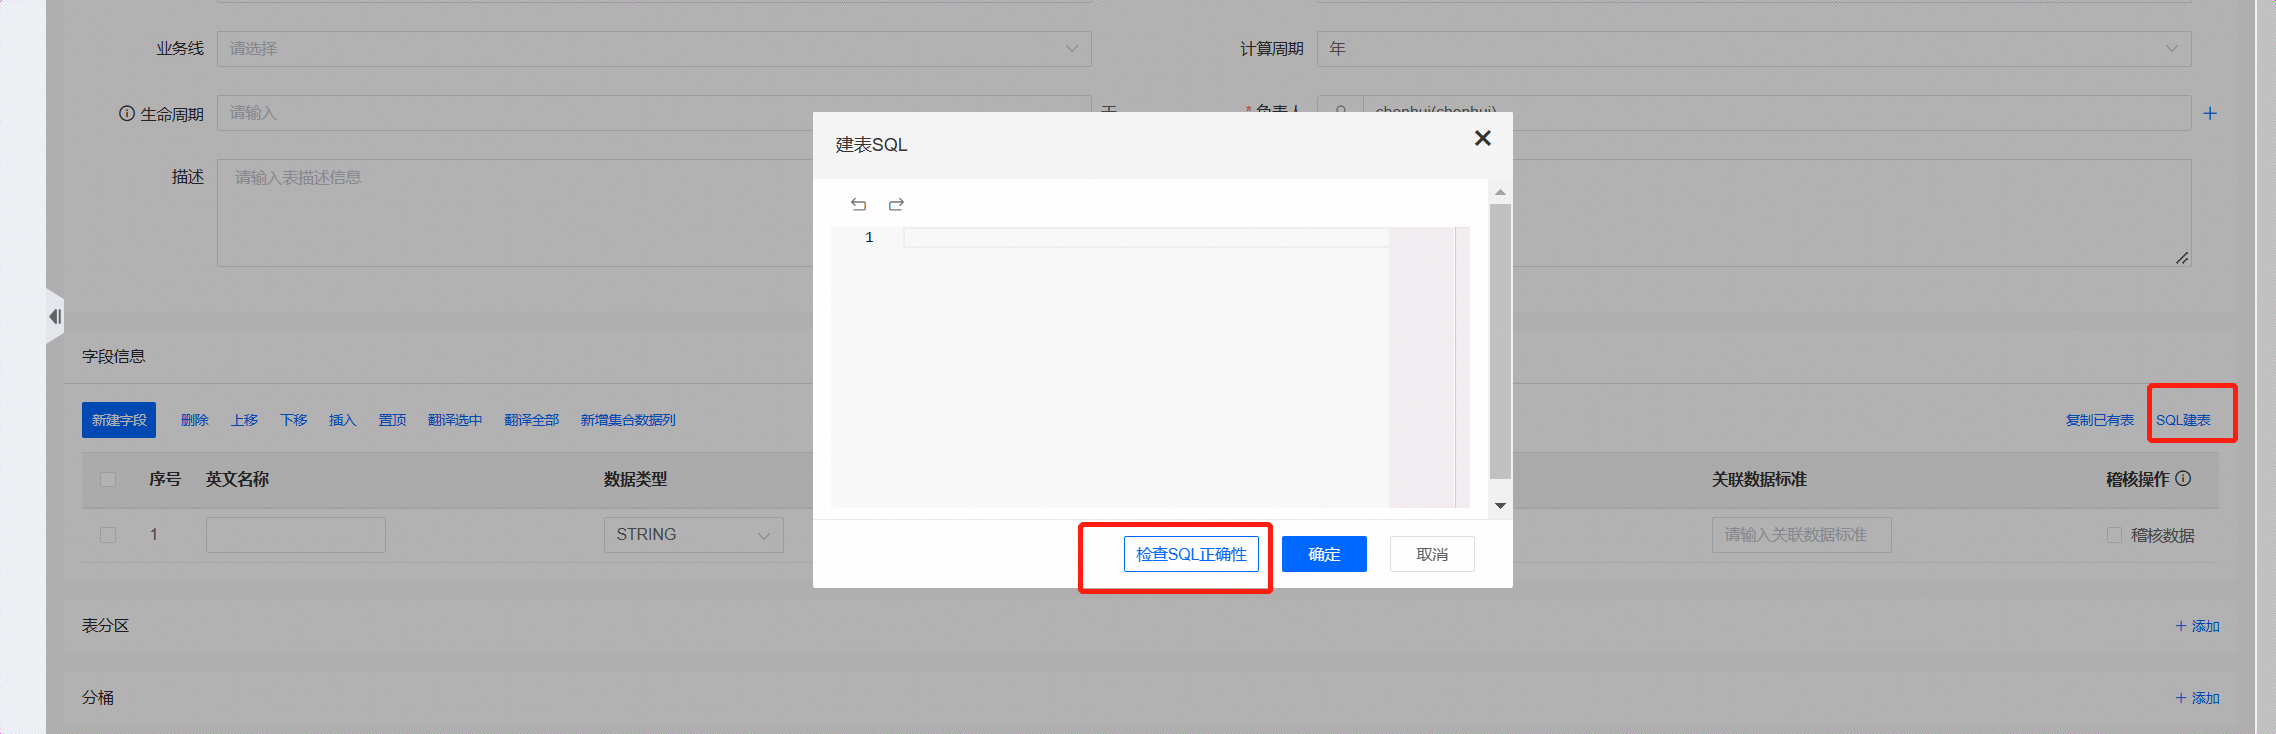 业务线 请选择 计算周期 年
生命周期 请输入 天 * 负责人 chenhui(chenhui)
描述 请输入表描述信息
建表SQL
1
检查SQL正确性 确定 取消
字段信息
新建字段 删除 上移 下移 插入 置顶 翻译选中 翻译全部 新增集合数据列 复制已有表 SQL建表
序号 英文名称 数据类型 关联数据标准 稽核操作
1 STRING 请输入关联数据标准 稽核数据
表分区 + 添加
分桶 + 添加